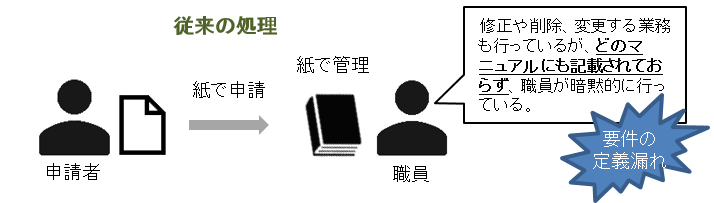 従来の処理
修正や削除、変更する業務
も行っているが、どのマ
ニュアルにも記載されてお
らず、職員が暗黙的に行っ
ている。
紙で管理
紙で申請
要件の
定義漏れ
申請者
職員